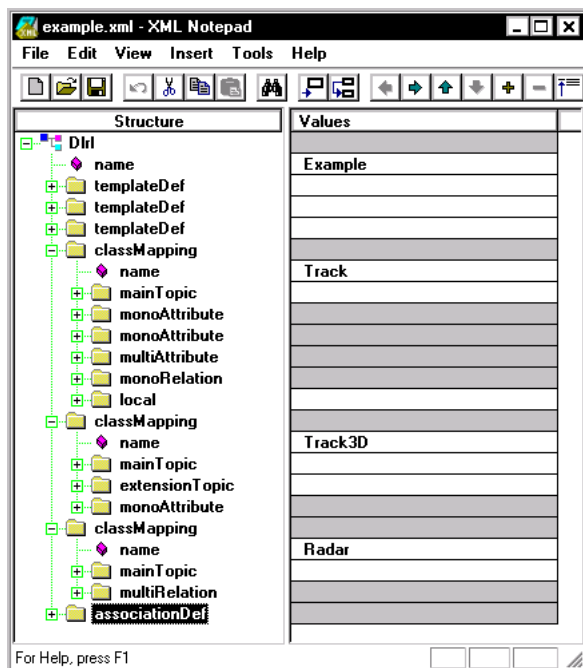 example.xml - XML Notepad
File Edit View Insert Tools Help
Structure Values
Dlrl
name Example
templateDef
templateDef
templateDef
classMapping
name Track
mainTopic
monoAttribute
monoAttribute
multiAttribute
monoRelation
local
classMapping
name Track3D
mainTopic
extensionTopic
monoAttribute
classMapping
name Radar
mainTopic
multiRelation
associationDef
For Help, press F1